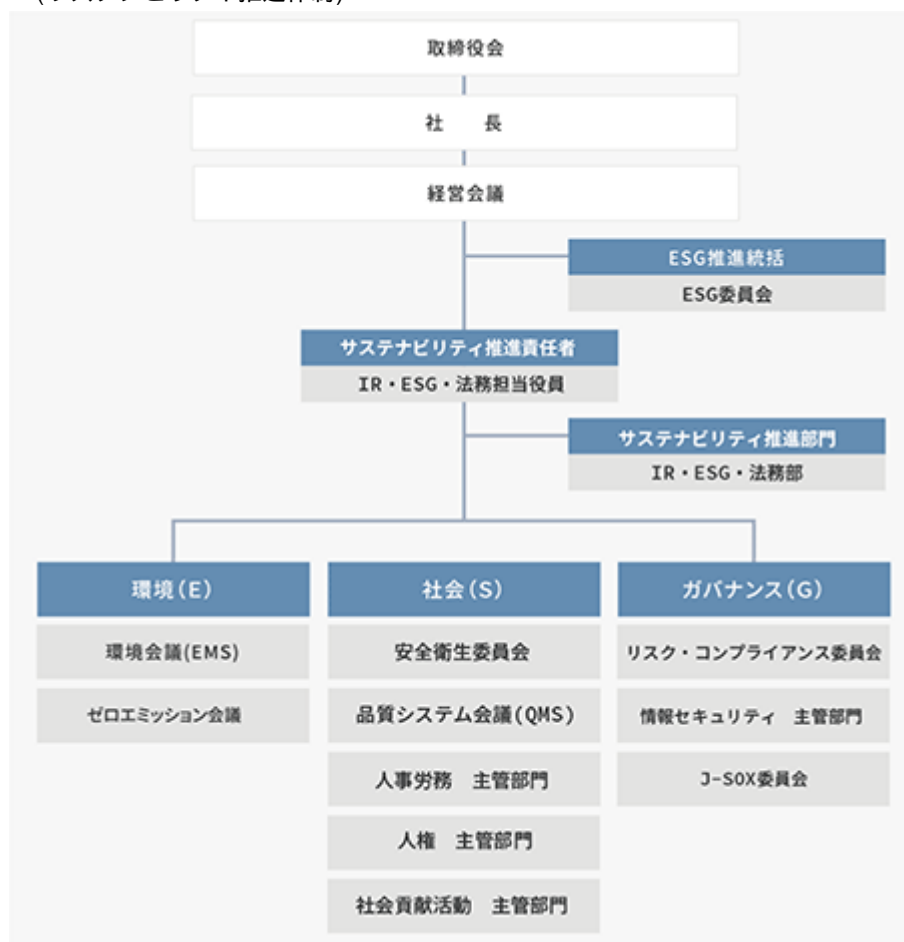 取締役会
社　長
経営会議
ESG推進統括
ESG委員会
サステナビリティ推進責任者
IR・ESG・法務担当役員
サステナビリティ推進部門
IR・ESG・法務部
環境(E)
環境会議(EMS)
ゼロエミッション会議
社会(S)
安全衛生委員会
品質システム会議(QMS)
人事労務　主管部門
人権　主管部門
社会貢献活動　主管部門
ガバナンス(G)
リスク・コンプライアンス委員会
情報セキュリティ　主管部門
J-SOX委員会